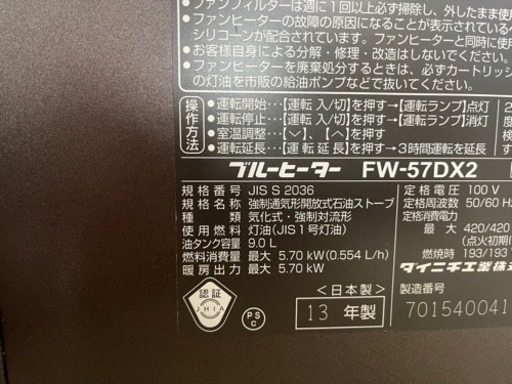 ●ファンフィルターは週に1回以上必ず掃除し、外したまま使用
ファンヒーターの故障の原因になることが表示されている
シリコーンが配合されています。ファンヒーターと同時に使用
●お客様自身による分解・修理・改造はしないでください。
●ファンヒーターを廃棄処分するときは、必ずカートリッジ
の灯油を市販の給油ポンプなどで抜いてください。
操作方法
●運転開始…【運転 入/切】を押す→【運転ランプ】点灯
●運転停止…【運転 入/切】を押す→【運転ランプ】消灯
●室温調整…【﹀】、【︿】を押す
●運転延長…【運転延長】を押す→3時間運転を延長
ブルーヒーター FW-57DX2
規格番号 JIS S 2036
規格名称 強制通気形開放式石油ストーブ
種類 気化式・強制対流形
使用燃料 灯油(JIS1号灯油)
油タンク容量 9.0 L
燃料消費量 最大 5.70 kW (0.554 L/h)
暖房出力 最大 5.70 kW
定格電圧 100 V
定格周波数 50/60 Hz
定格消費電力
最大 420/420
(点火初期
燃焼時 193/193
ダイニチ工業株式
認証
JHIA
PS
C
<日本製>
13 年製
製造番号
701540041